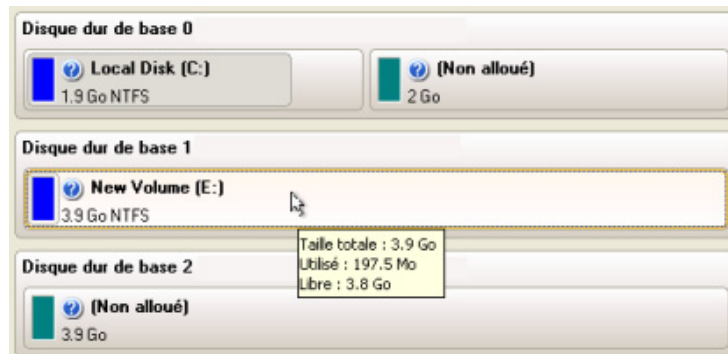 Disque dur de base 0
Local Disk (C:)
1.9 Go NTFS
(Non alloué)
2 Go
Disque dur de base 1
New Volume (E:)
3.9 Go NTFS
Taille totale : 3.9 Go
Utilisé : 197.5 Mo
Libre : 3.8 Go
Disque dur de base 2
(Non alloué)
3.9 Go